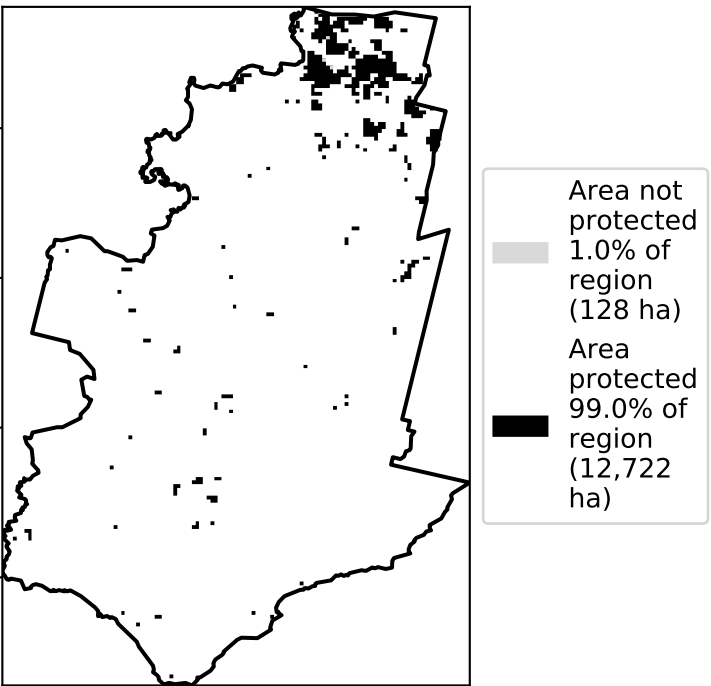 Area not
protected
1.0% of
region
(128 ha)
Area
protected
99.0% of
region
(12,722
ha)